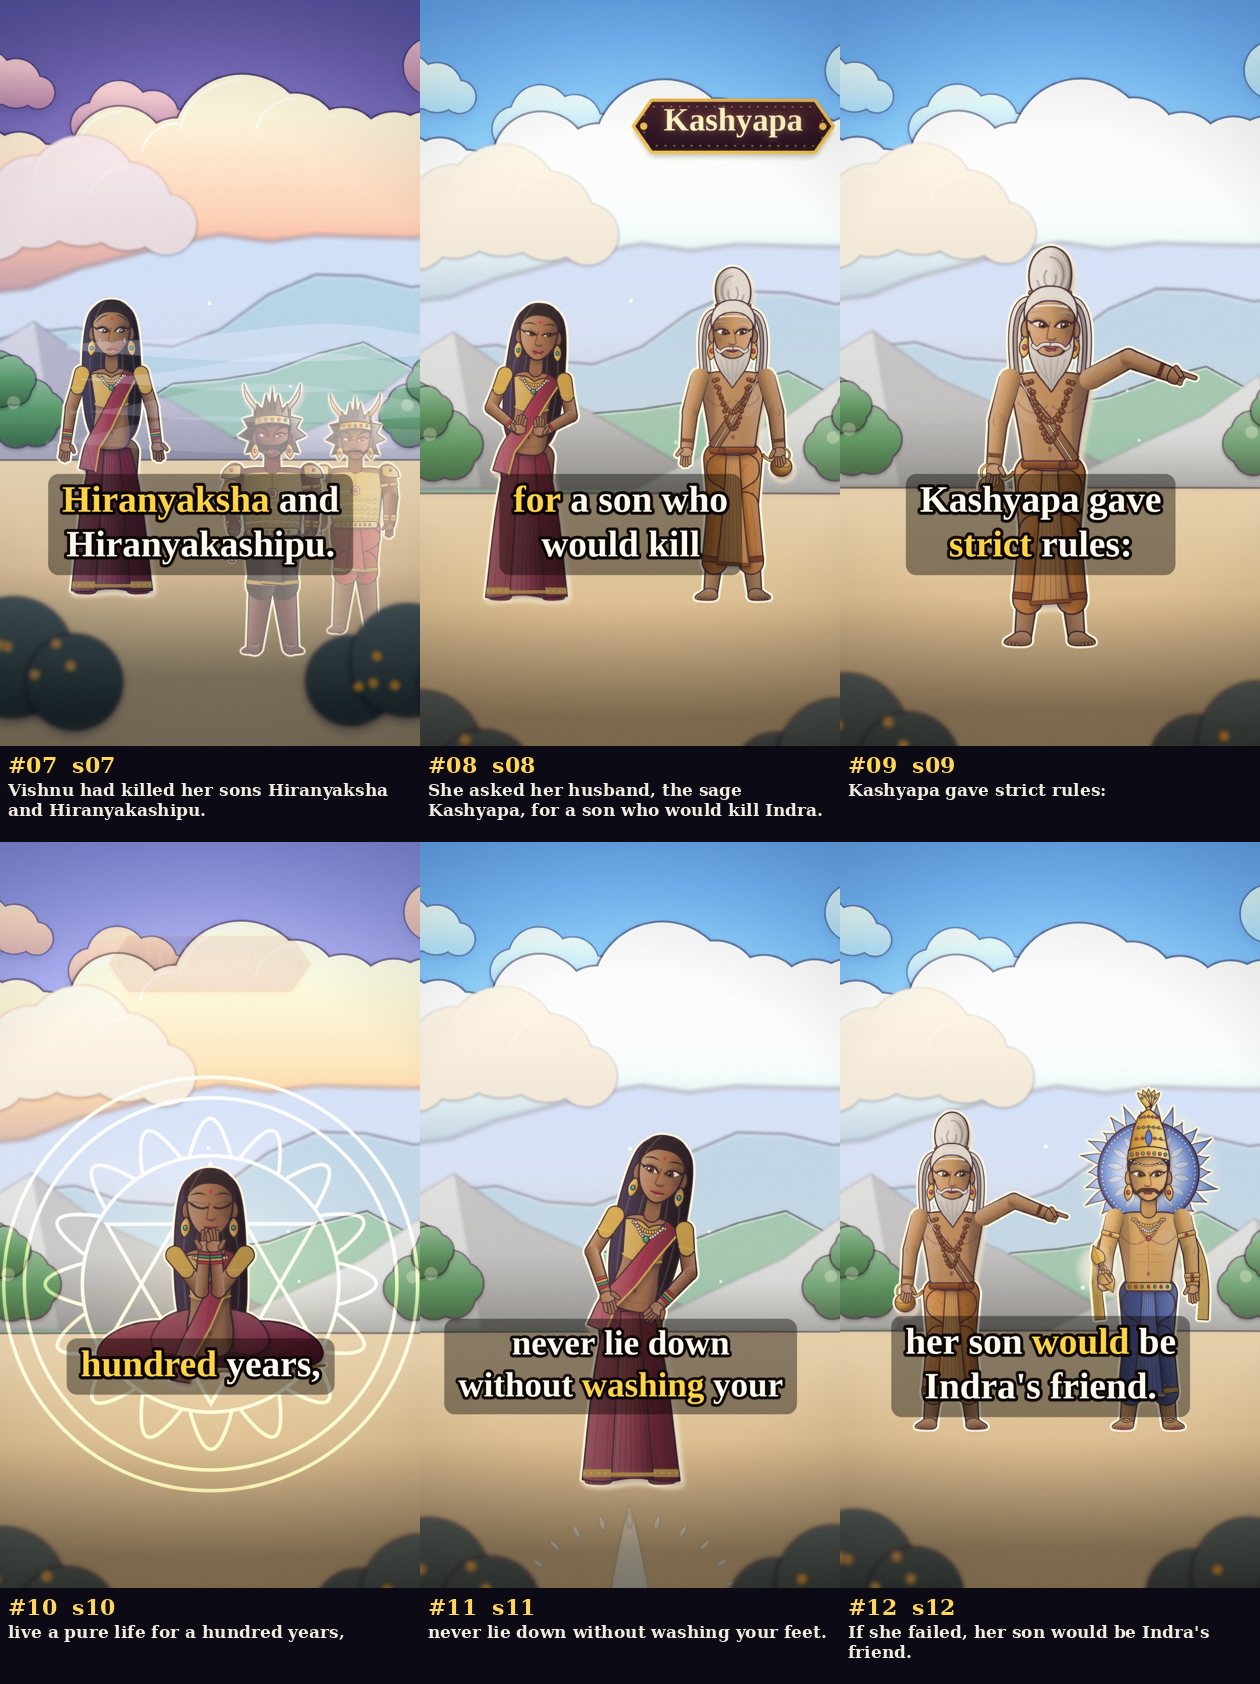 Hiranyaksha and
Hiranyakashipu.
#07 s07
Vishnu had killed her sons Hiranyaksha
and Hiranyakashipu.
Kashyapa
for a son who
would kill
#08 s08
She asked her husband, the sage
Kashyapa, for a son who would kill Indra.
Kashyapa gave
strict rules:
#09 s09
Kashyapa gave strict rules:
hundred years,
#10 s10
live a pure life for a hundred years,
never lie down
without washing your
#11 s11
never lie down without washing your feet.
her son would be
Indra's friend.
#12 s12
If she failed, her son would be Indra's
friend.